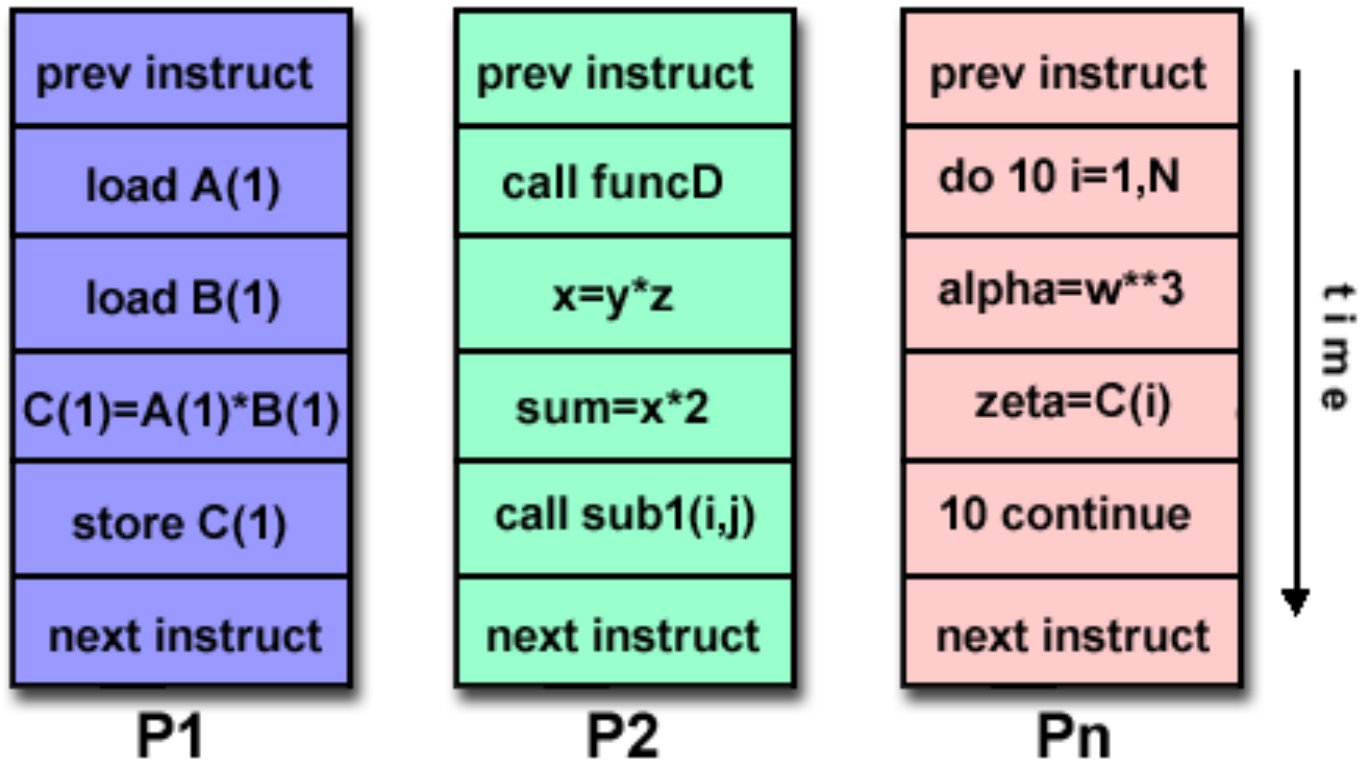 prev instruct
load A(1)
load B(1)
C(1)=A(1)*B(1)
store C(1)
next instruct
P1
prev instruct
call funcD
x=y*z
sum=x*2
call sub1(i,j)
next instruct
P2
prev instruct
do 10 i=1,N
alpha=w**3
zeta=C(i)
10 continue
next instruct
Pn
time